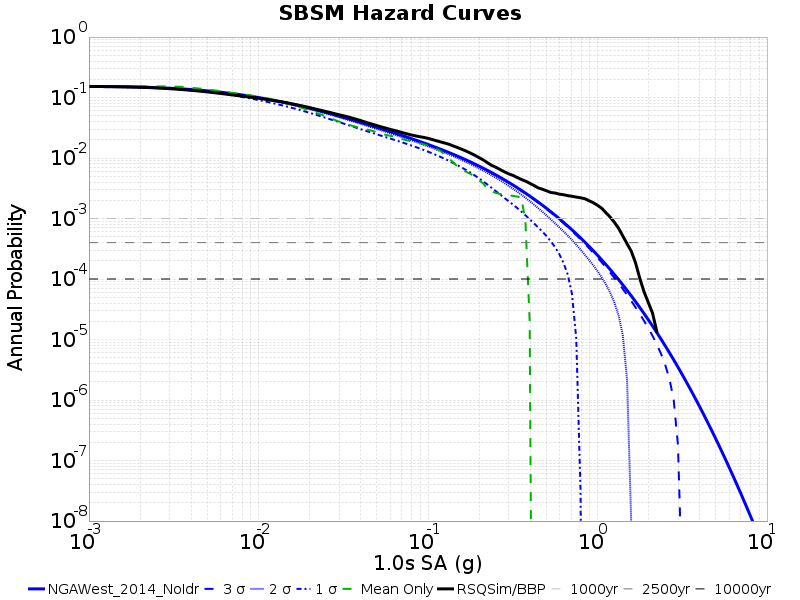 SBSM Hazard Curves
Annual Probability
10^0
10^-1
10^-2
10^-3
10^-4
10^-5
10^-6
10^-7
10^-8
10^-3 10^-2 10^-1 10^0 10^1
1.0s SA (g)
NGAWest_2014_NoIdr 3 σ 2 σ 1 σ Mean Only RSQSim/BBP 1000yr 2500yr 10000yr